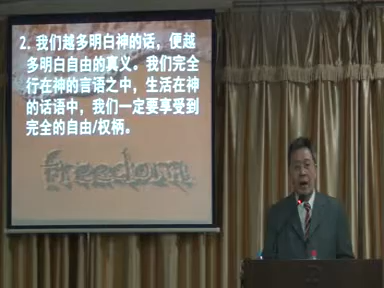 2. 我们越多明白神的话，便越
多明白自由的真义。我们完全
行在神的言语之中，生活在神
的话语中，我们一定要享受到
完全的自由/权柄。
freedom